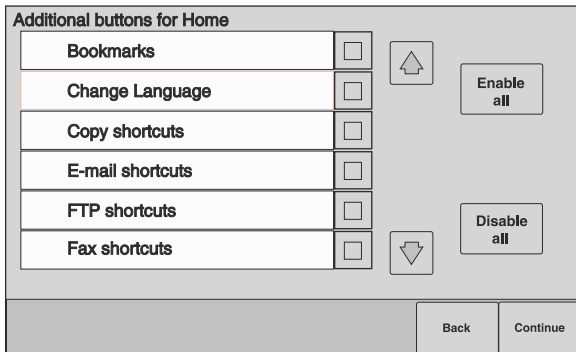 Additional buttons for Home
Bookmarks
Change Language
Copy shortcuts
E-mail shortcuts
FTP shortcuts
Fax shortcuts
Enable
all
Disable
all
Back
Continue